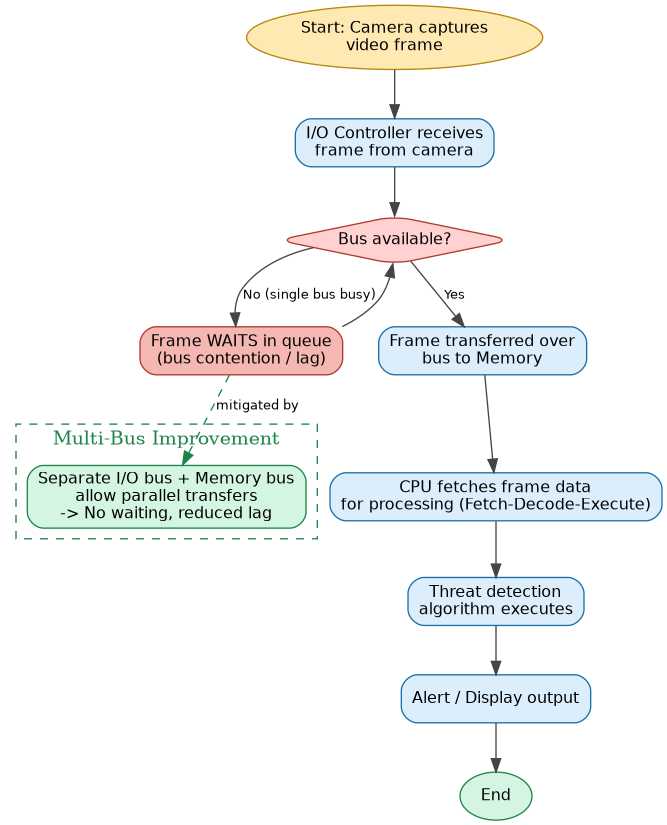 Start: Camera captures
video frame
I/O Controller receives
frame from camera
Bus available?
No (single bus busy)
Yes
Frame WAITS in queue
(bus contention / lag)
Frame transferred over
bus to Memory
mitigated by
Multi-Bus Improvement
Separate I/O bus + Memory bus
allow parallel transfers
-> No waiting, reduced lag
CPU fetches frame data
for processing (Fetch-Decode-Execute)
Threat detection
algorithm executes
Alert / Display output
End